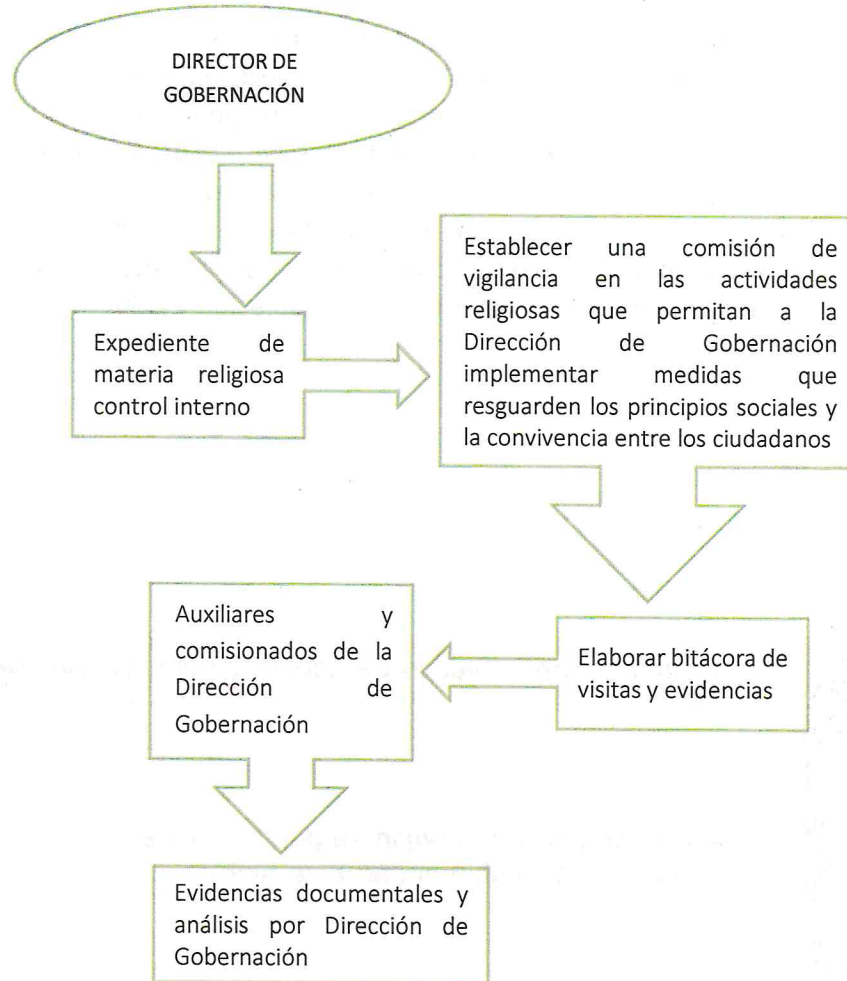 DIRECTOR DE
GOBERNACIÓN
Expediente de
materia religiosa
control interno
Establecer una comisión de
vigilancia en las actividades
religiosas que permitan a la
Dirección de Gobernación
implementar medidas que
resguarden los principios sociales y
la convivencia entre los ciudadanos
Elaborar bitácora de
visitas y evidencias
Auxiliares y
comisionados de la
Dirección de
Gobernación
Evidencias documentales y
análisis por Dirección de
Gobernación